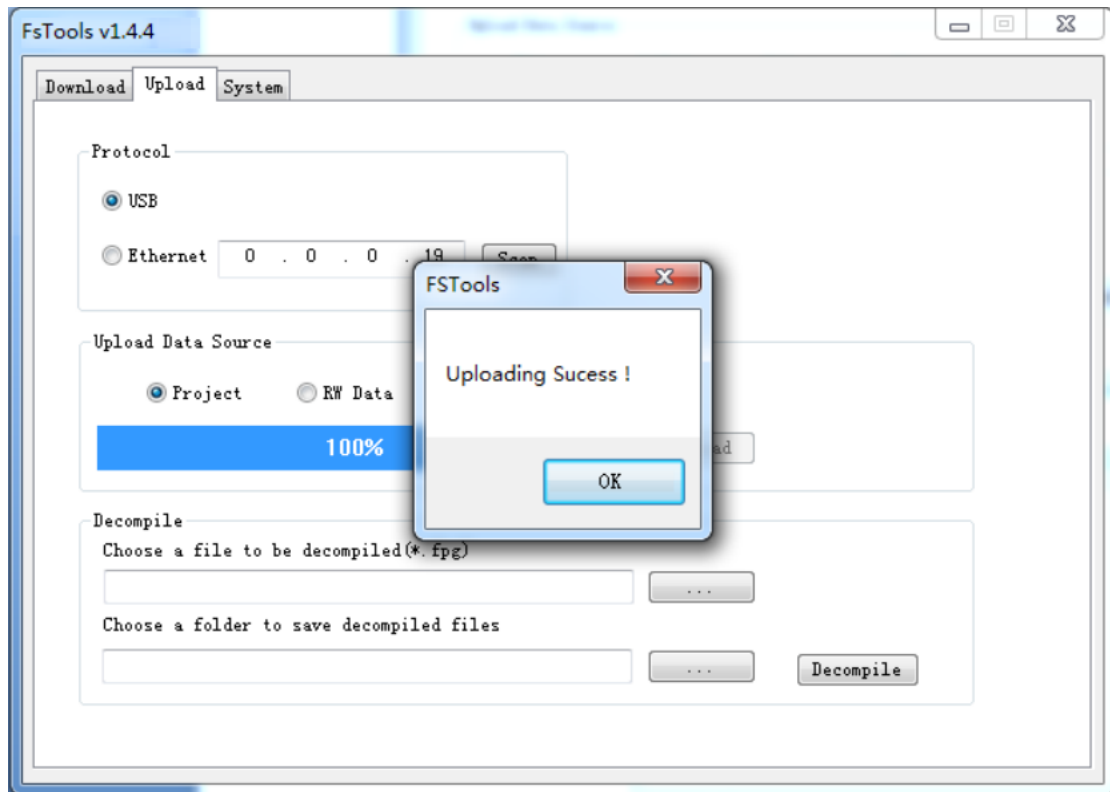 FsTools v1.4.4
Download Upload System
Protocol
USB
Ethernet 0 . 0 . 0 . 19
FSTools
Uploading Sucess !
OK
Upload Data Source
Project RW Data
100%
ad
Decompile
Choose a file to be decompiled(*.fpg)
...
Choose a folder to save decompiled files
... Decompile